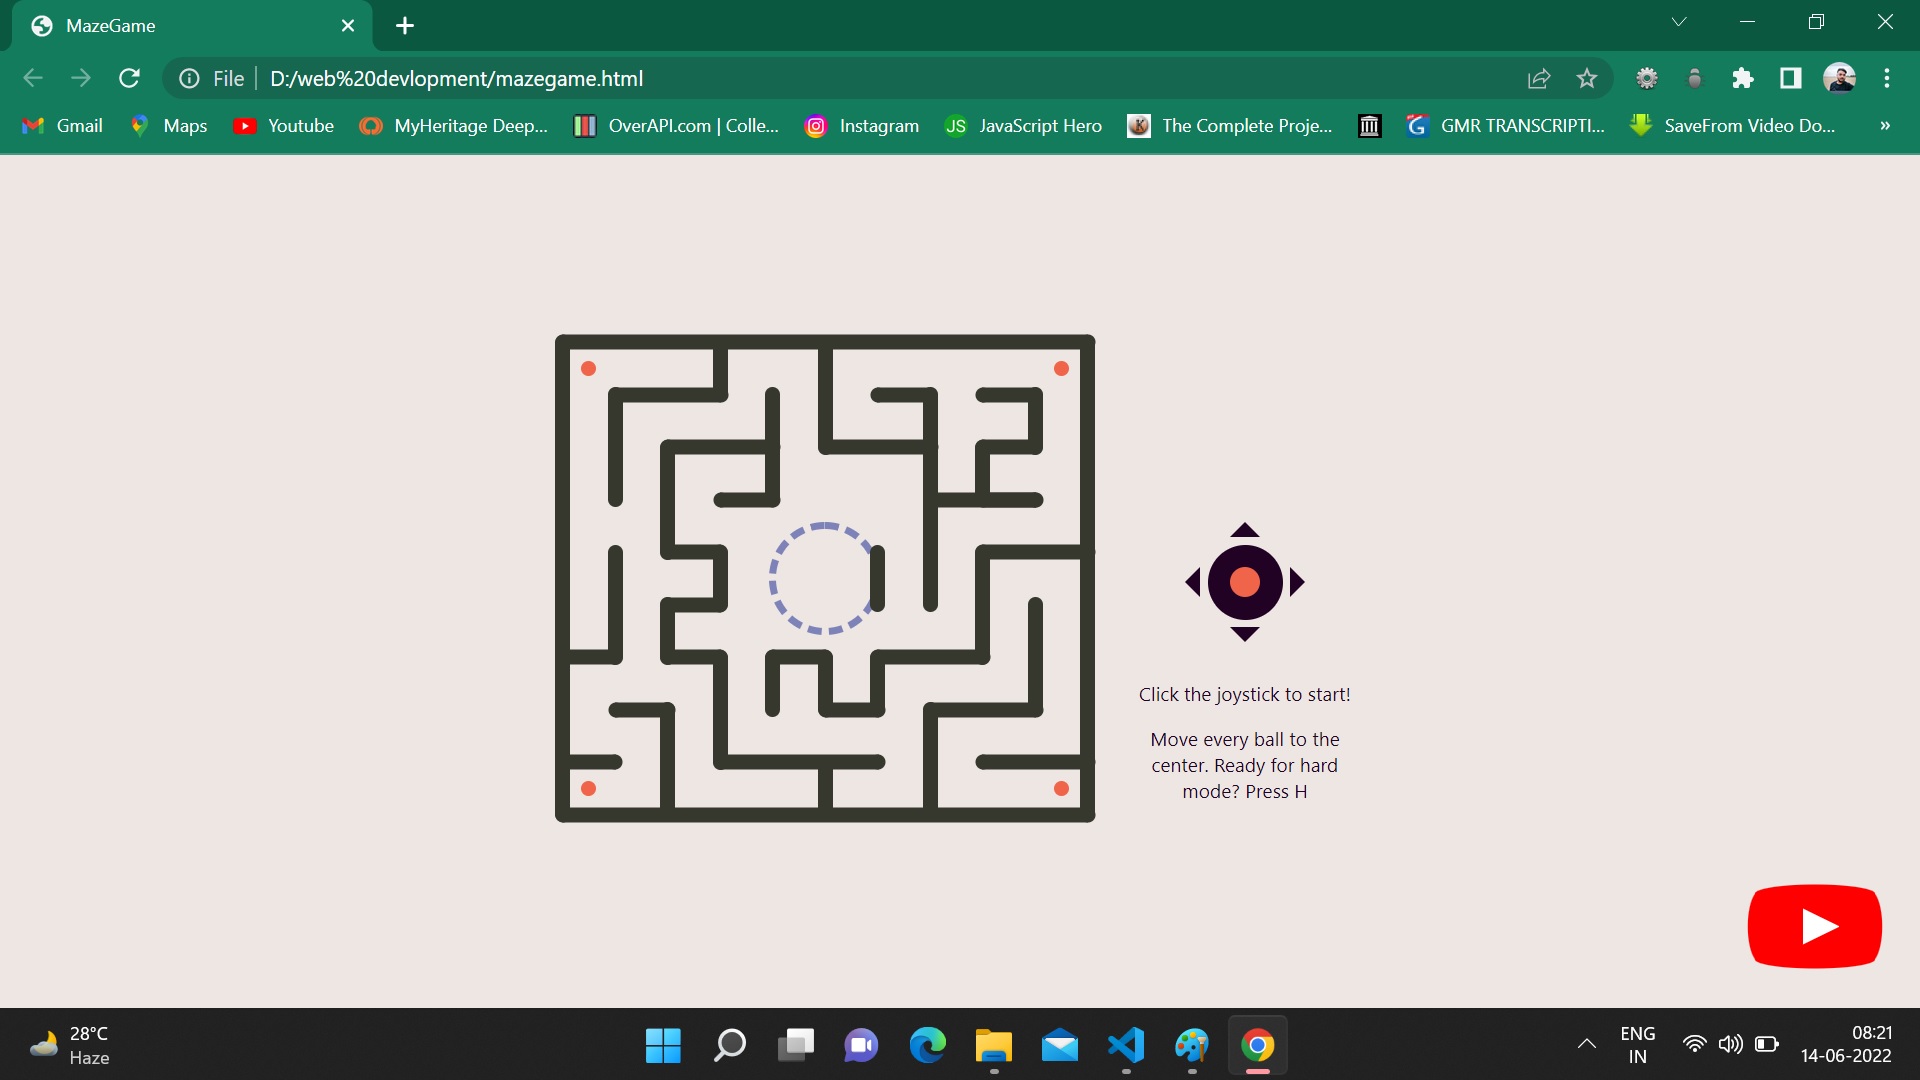 MazeGame
File
D:/web%20devlopment/mazegame.html
Gmail
Maps
Youtube
MyHeritage Deep...
OverAPI.com | Colle...
Instagram
JS
JavaScript Hero
The Complete Proje...
G
GMR TRANSCRIPTI...
SaveFrom Video Do...
»
Click the joystick to start!
Move every ball to the
center. Ready for hard
mode? Press H
28°C
Haze
ENG
IN
08:21
14-06-2022